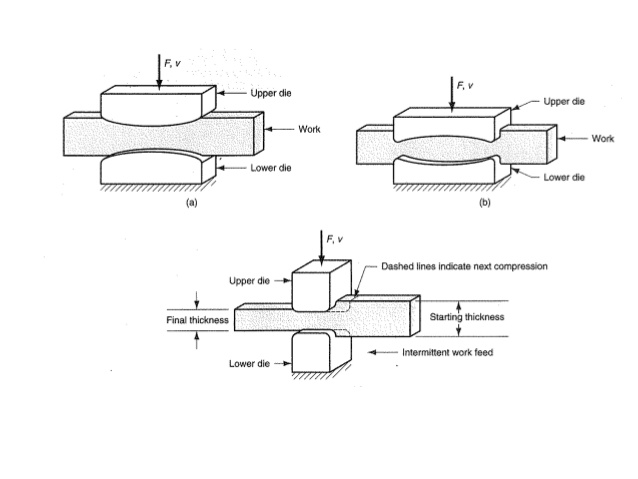 F, v
Upper die
Work
Lower die
(a)
F, v
Upper die
Work
Lower die
(b)
F, v
Dashed lines indicate next compression
Upper die
Final thickness
Starting thickness
Intermittent work feed
Lower die